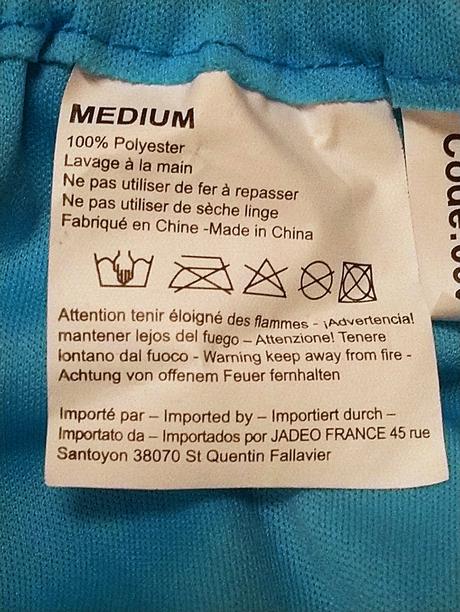 MEDIUM
100% Polyester
Lavage à la main
Ne pas utiliser de fer à repasser
Ne pas utiliser de sèche linge
Fabriqué en Chine -Made in China
Attention tenir éloigné des flammes - ¡Advertencia!
mantener lejos del fuego – Attenzione! Tenere
lontano dal fuoco - Warning keep away from fire -
Achtung von offenem Feuer fernhalten
Importé par – Imported by – Importiert durch –
Importato da – Importados por JADEO FRANCE 45 rue
Santoyon 38070 St Quentin Fallavier
Code: